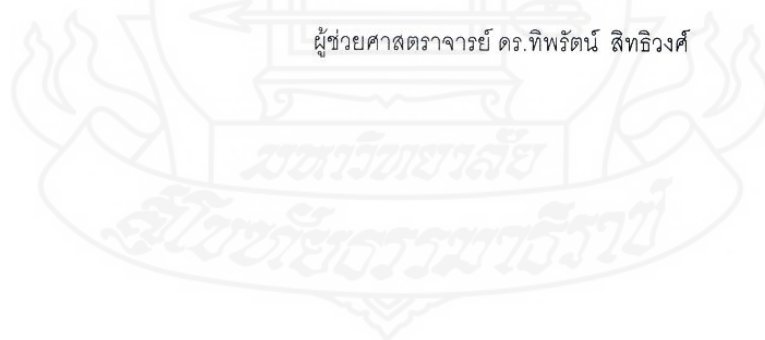 ผู้ช่วยศาสตราจารย์ ดร.ทิพรัตน์ สิทธิวงศ์
มหาวิทยาลัย
สุโขทัยธรรมาธิราช